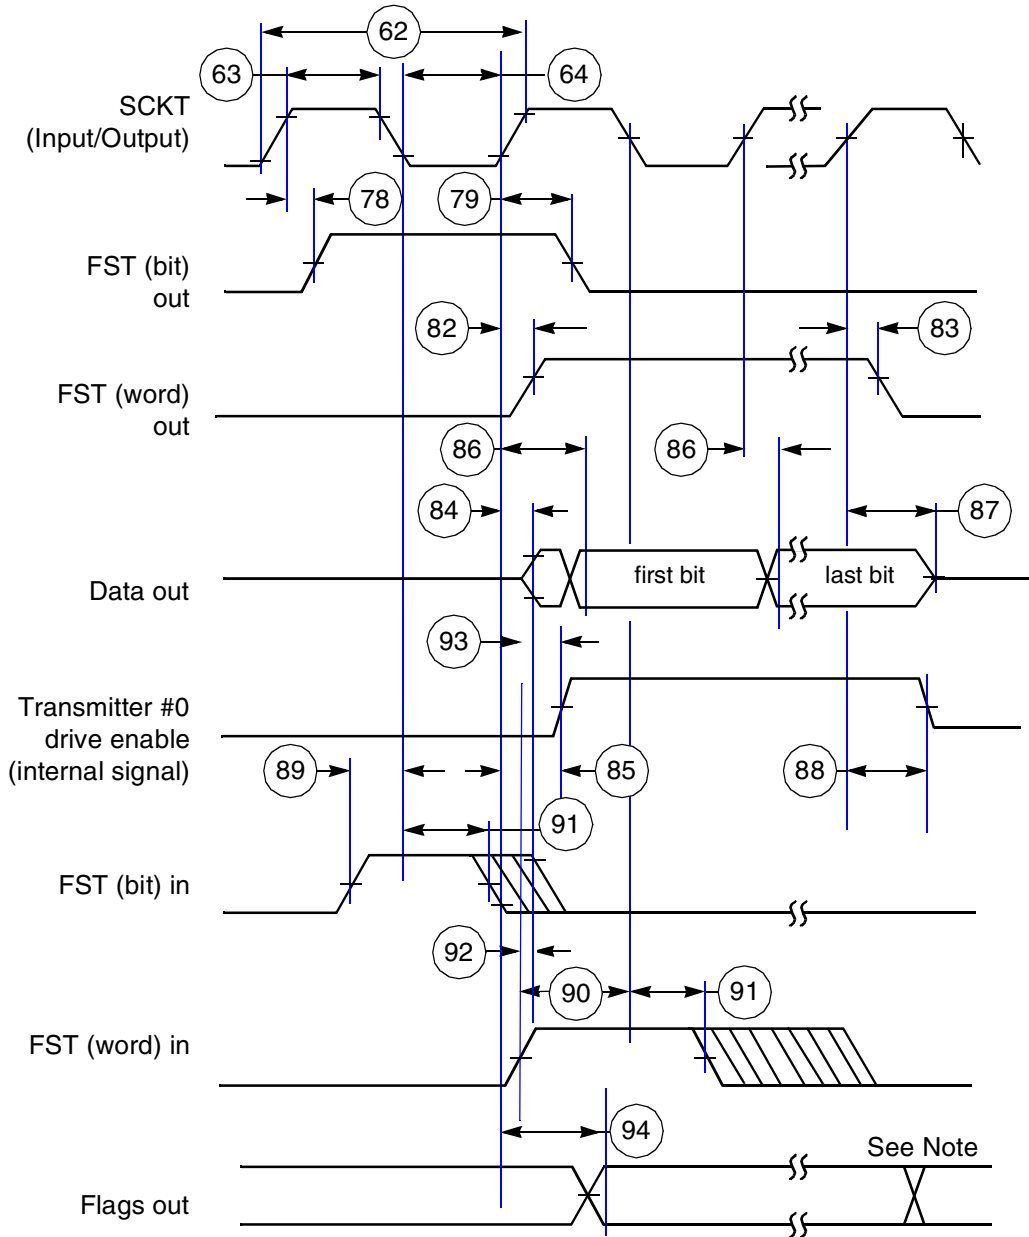 62
63
64
SCKT
(Input/Output)
78
79
FST (bit)
out
82
83
FST (word)
out
86
86
84
87
first bit
last bit
Data out
93
Transmitter #0
drive enable
(internal signal)
89
85
88
91
FST (bit) in
92
90
91
FST (word) in
94
See Note
Flags out